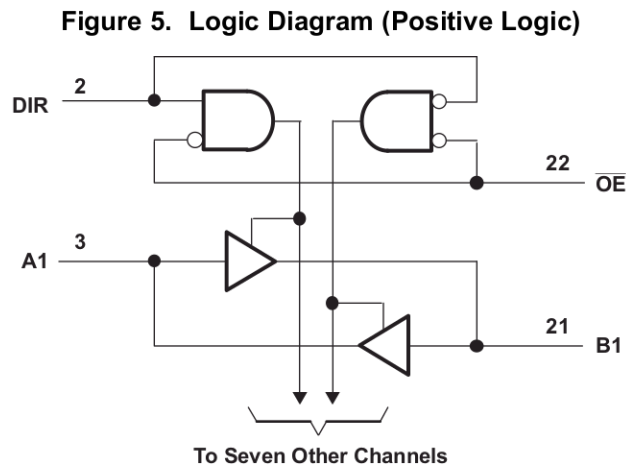 Figure 5. Logic Diagram (Positive Logic)
2
DIR
22
OE
3
A1
21
B1
To Seven Other Channels